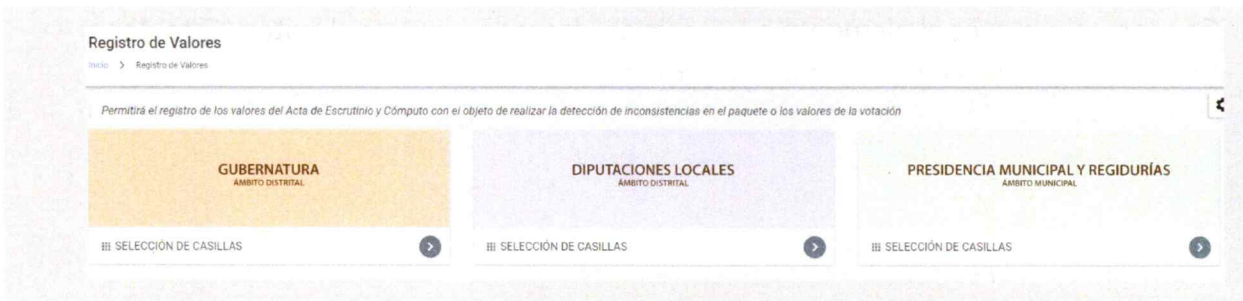 Registro de Valores
Inicio > Registro de Valores
Permitirá el registro de los valores del Acta de Escrutinio y Cómputo con el objeto de realizar la detección de inconsistencias en el paquete o los valores de la votación
GUBERNATURA
ÁMBITO DISTRITAL
DIPUTACIONES LOCALES
ÁMBITO DISTRITAL
PRESIDENCIA MUNICIPAL Y REGIDURÍAS
ÁMBITO MUNICIPAL
SELECCIÓN DE CASILLAS
SELECCIÓN DE CASILLAS
SELECCIÓN DE CASILLAS